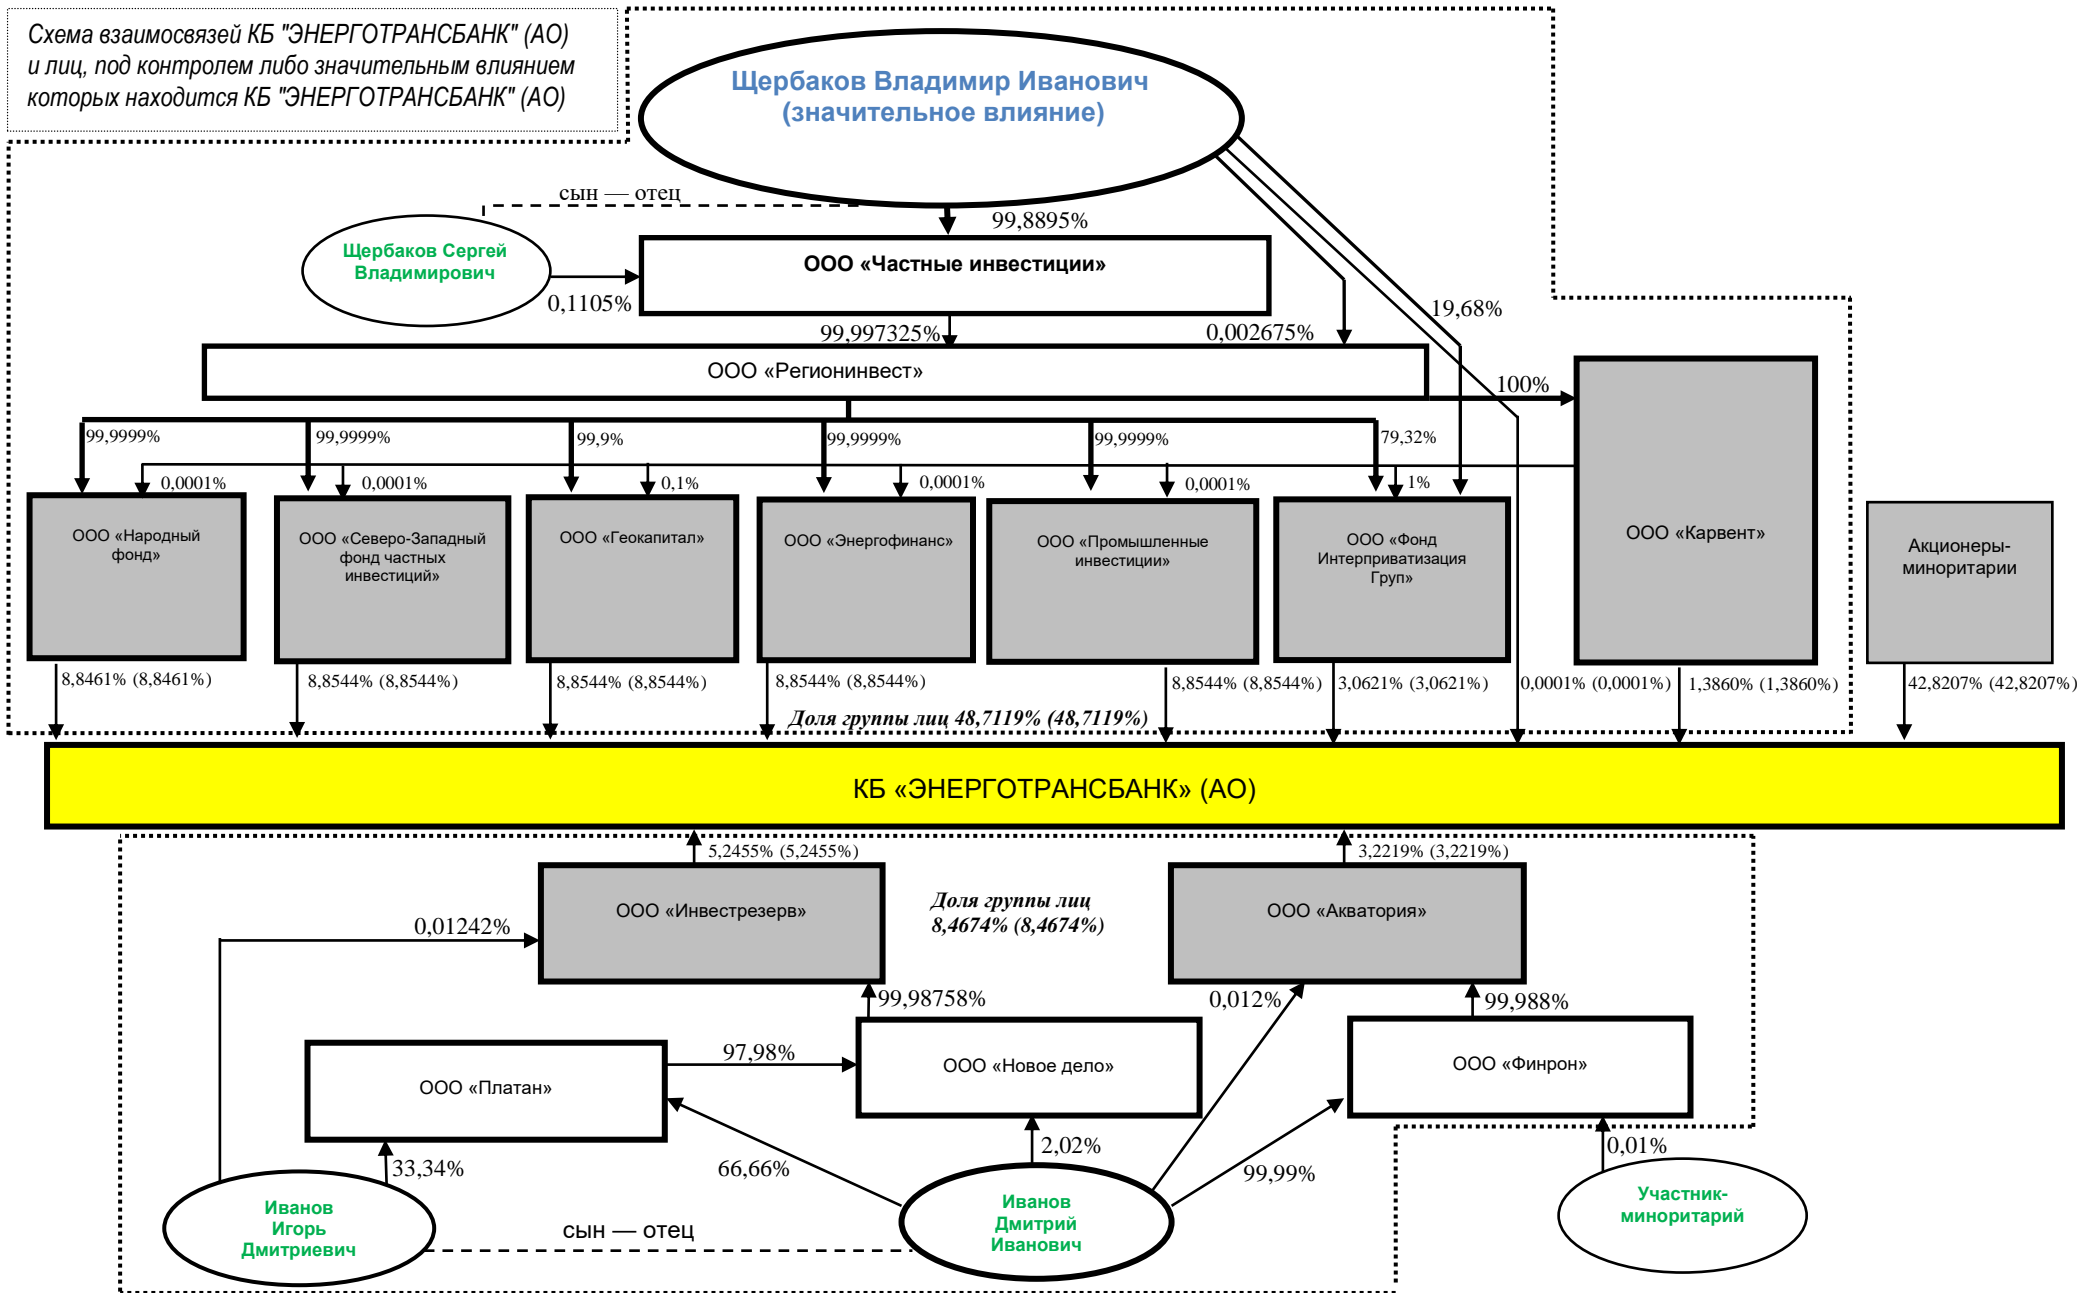 Схема взаимосвязей КБ "ЭНЕРГОТРАНСБАНК" (АО)
и лиц, под контролем либо значительным влиянием
которых находится КБ "ЭНЕРГОТРАНСБАНК" (АО)
Щербаков Владимир Иванович
(значительное влияние)
сын — отец
99,8895%
Щербаков Сергей
Владимирович
0,1105%
ООО «Частные инвестиции»
19,68%
99,997325%
0,002675%
ООО «Регионинвест»
100%
99,9999%
99,9999%
99,9%
99,9999%
99,9999%
79,32%
0,0001%
0,0001%
0,1%
0,0001%
0,0001%
1%
ООО «Народный
фонд»
ООО «Северо-Западный
фонд частных
инвестиций»
ООО «Геокапитал»
ООО «Энергофинанс»
ООО «Промышленные
инвестиции»
ООО «Фонд
Интерприватизация
Груп»
ООО «Карвент»
Акционеры-
миноритарии
8,8461% (8,8461%)
8,8544% (8,8544%)
8,8544% (8,8544%)
8,8544% (8,8544%)
8,8544% (8,8544%)
3,0621% (3,0621%)
0,0001% (0,0001%)
1,3860% (1,3860%)
42,8207% (42,8207%)
Доля группы лиц 48,7119% (48,7119%)
КБ «ЭНЕРГОТРАНСБАНК» (АО)
5,2455% (5,2455%)
3,2219% (3,2219%)
ООО «Инвестрезерв»
Доля группы лиц
8,4674% (8,4674%)
ООО «Акватория»
0,01242%
99,98758%
0,012%
99,988%
ООО «Платан»
97,98%
ООО «Новое дело»
ООО «Финрон»
33,34%
66,66%
2,02%
99,99%
0,01%
Иванов
Игорь
Дмитриевич
сын — отец
Иванов
Дмитрий
Иванович
Участник-
миноритарий